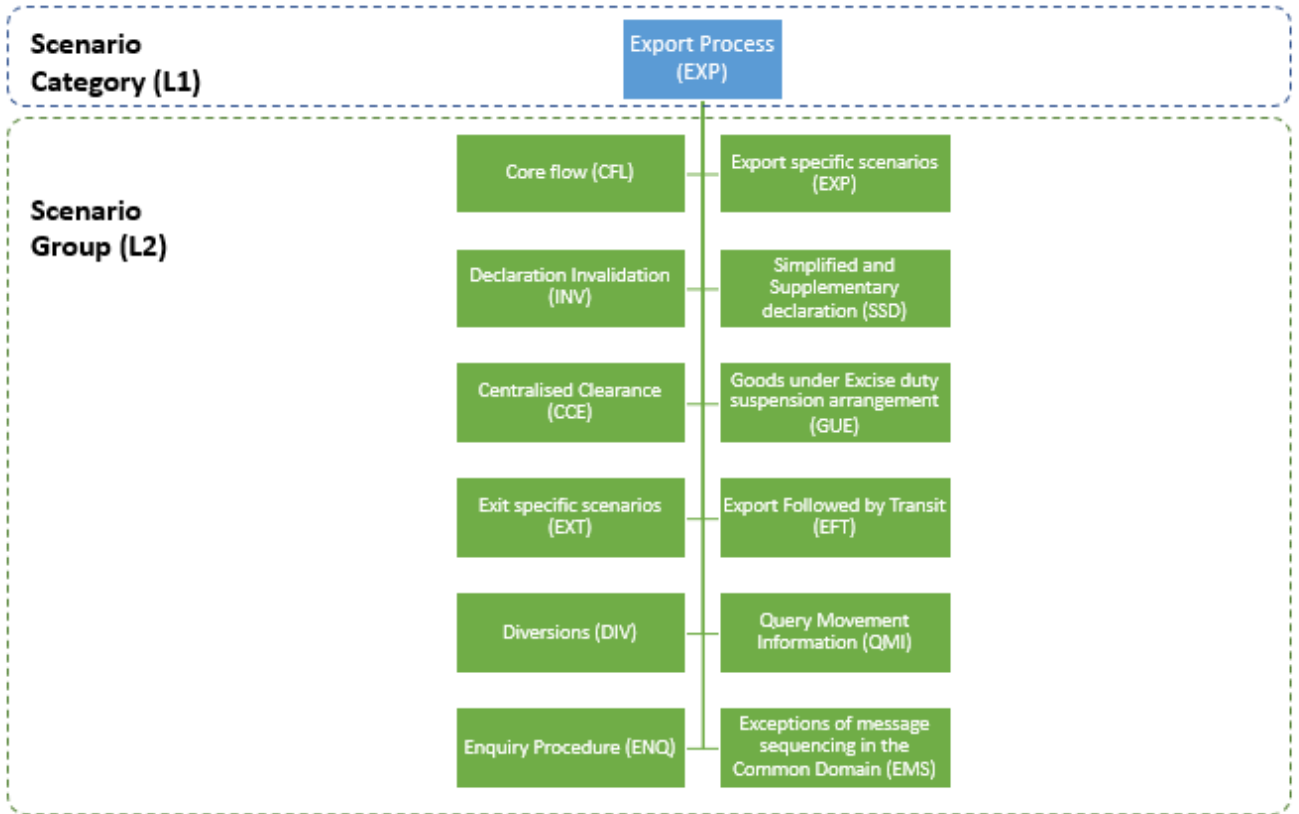 Scenario
Category (L1)
Export Process
(EXP)
Scenario
Group (L2)
Core flow (CFL)
Export specific scenarios
(EXP)
Declaration Invalidation
(INV)
Simplified and
Supplementary
declaration (SSD)
Centralised Clearance
(CCE)
Goods under Excise duty
suspension arrangement
(GUE)
Exit specific scenarios
(EXT)
Export Followed by Transit
(EFT)
Diversions (DIV)
Query Movement
Information (QMI)
Enquiry Procedure (ENQ)
Exceptions of message
sequencing in the
Common Domain (EMS)